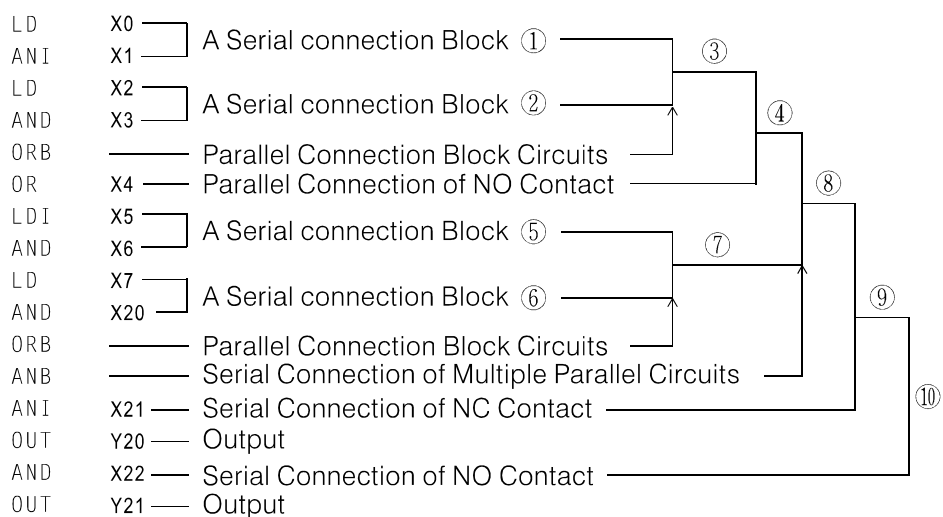 LD X0
A Serial connection Block ① ③
ANI X1
LD X2
A Serial connection Block ② ④
AND X3
ORB Parallel Connection Block Circuits
OR X4 Parallel Connection of NO Contact ⑧
LDI X5
A Serial connection Block ⑤ ⑦
AND X6
LD X7
A Serial connection Block ⑥ ⑨
AND X20
ORB Parallel Connection Block Circuits
ANB Serial Connection of Multiple Parallel Circuits
ANI X21 Serial Connection of NC Contact ⑩
OUT Y20 Output
AND X22 Serial Connection of NO Contact
OUT Y21 Output